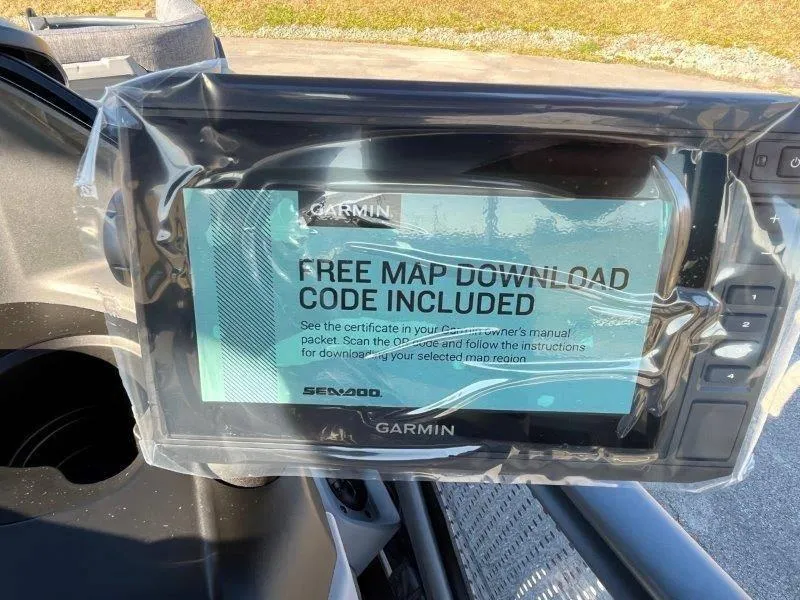 GARMIN
FREE MAP DOWNLOAD
CODE INCLUDED
See the certificate in your Garmin owner's manual
packet. Scan the QR code and follow the instructions
for downloading your selected map region
SEA-DOO
GARMIN
+
1
2
4